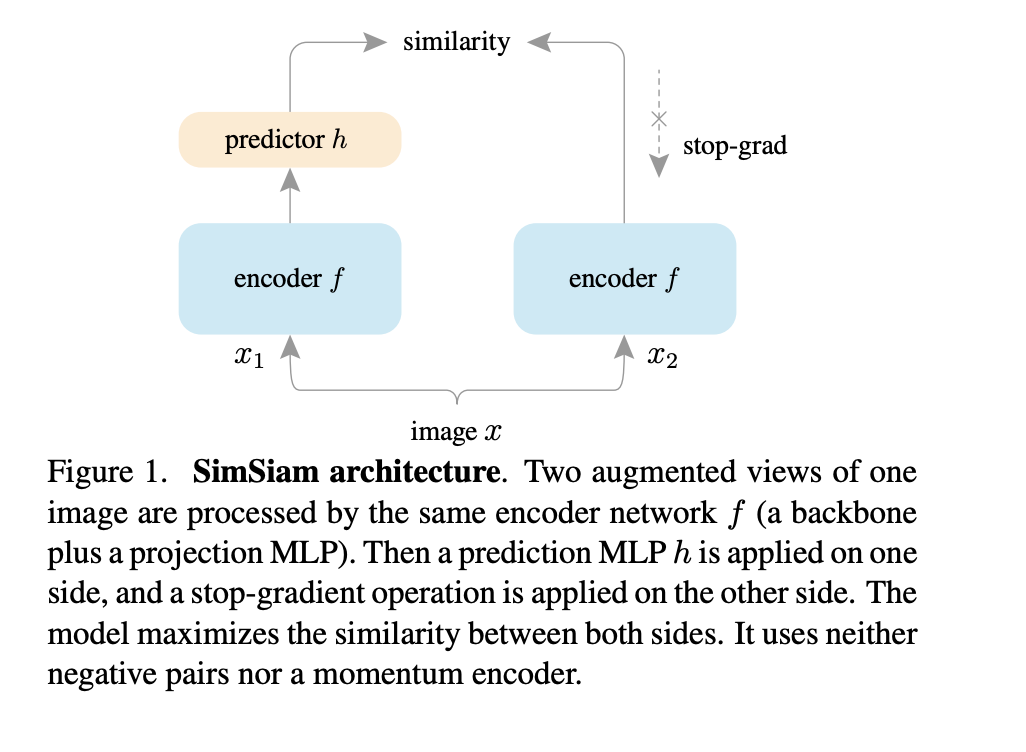 similarity
predictor h
stop-grad
encoder f
encoder f
x1
x2
image x
Figure 1. SimSiam architecture. Two augmented views of one
image are processed by the same encoder network f (a backbone
plus a projection MLP). Then a prediction MLP h is applied on one
side, and a stop-gradient operation is applied on the other side. The
model maximizes the similarity between both sides. It uses neither
negative pairs nor a momentum encoder.